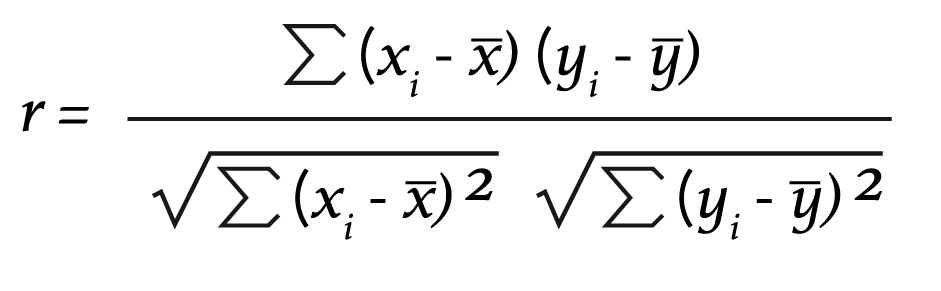 r = ∑ (xᵢ - x̅) (yᵢ - y̅) / √∑ (xᵢ - x̅)² √∑ (yᵢ - y̅)²